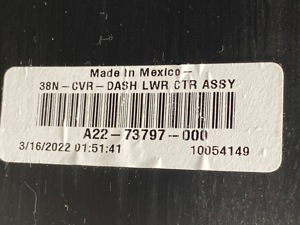 Made In Mexico-
38N-CVR-DASH LWR CTR ASSY
A22-73797-000
3/16/2022 01:51:41 10054149